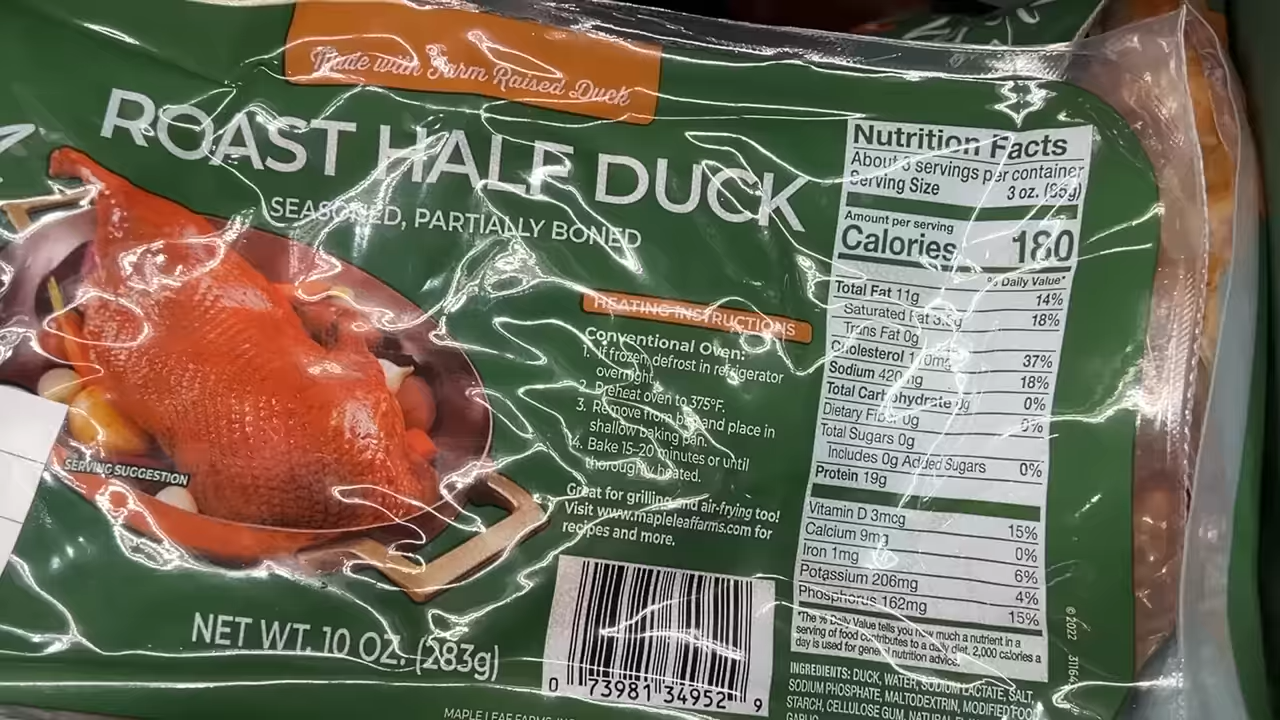 Made with Farm Raised Duck
ROAST HALF DUCK
SEASONED, PARTIALLY BONED
SERVING SUGGESTION
NET WT. 10 OZ. (283g)
HEATING INSTRUCTIONS
Conventional Oven:
1. If frozen, defrost in refrigerator
overnight.
2. Preheat oven to 375°F.
3. Remove from bag and place in
shallow baking pan.
4. Bake 15-20 minutes or until
thoroughly heated.
Great for grilling and air-frying too!
Visit www.mapleleaffarms.com for
recipes and more.
0 73981 34952 9
MAPLE LEAF FARMS, INC
Nutrition Facts
About 3 servings per container
Serving Size 3 oz. (85g)
Amount per serving
Calories 180
% Daily Value*
Total Fat 11g 14%
Saturated Fat 3.5g 18%
Trans Fat 0g
Cholesterol 110mg 37%
Sodium 420mg 18%
Total Carbohydrate 0g 0%
Dietary Fiber 0g 0%
Total Sugars 0g
Includes 0g Added Sugars 0%
Protein 19g
Vitamin D 3mcg 15%
Calcium 9mg 0%
Iron 1mg 6%
Potassium 206mg 4%
Phosphorus 162mg 15%
*The % Daily Value tells you how much a nutrient in a
serving of food contributes to a daily diet. 2,000 calories a
day is used for general nutrition advice.
INGREDIENTS: DUCK, WATER, SODIUM LACTATE, SALT,
SODIUM PHOSPHATE, MALTODEXTRIN, MODIFIED FOOD
STARCH, CELLULOSE GUM, NATURAL
© 2022